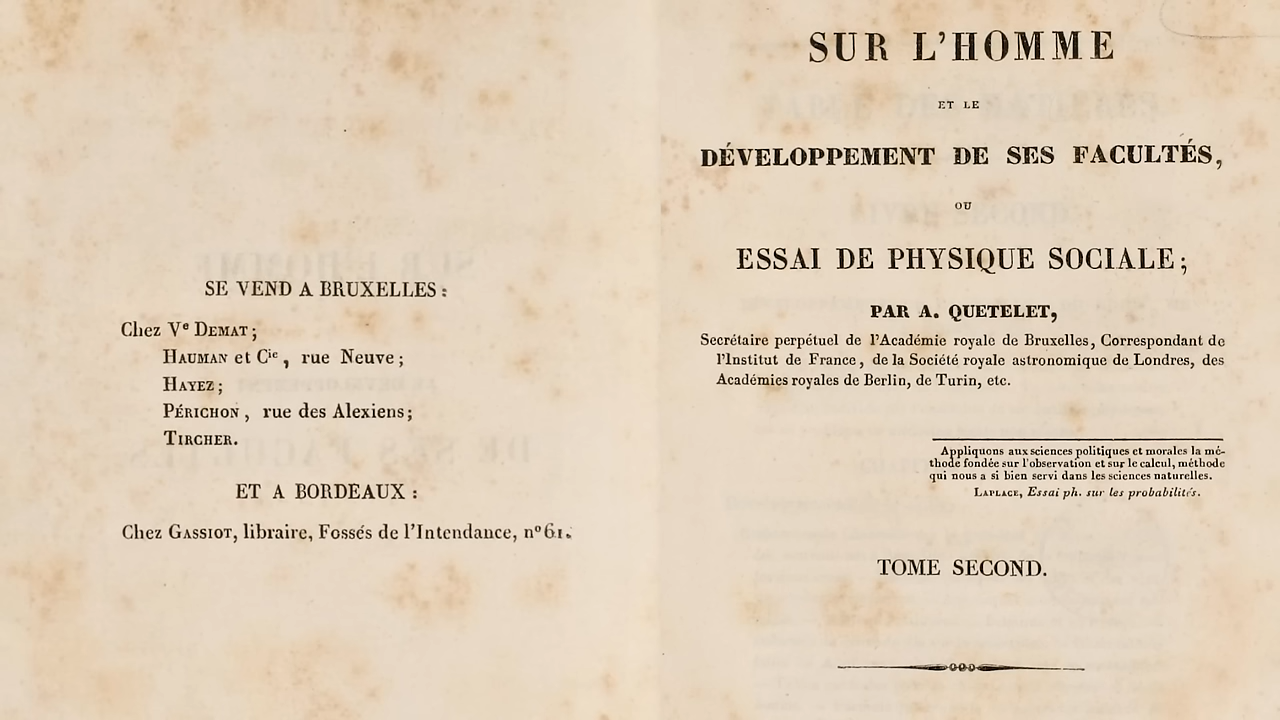 SE VEND A BRUXELLES :
Chez Vᵉ DEMAT ;
HAUMAN et Cⁱᵉ , rue Neuve ;
HAYEZ ;
PÉRICHON , rue des Alexiens ;
TIRCHER.
ET A BORDEAUX :
Chez GASSIOT, libraire, Fossés de l'Intendance, nº 61.
SUR L'HOMME
ET LE
DÉVELOPPEMENT DE SES FACULTÉS,
OU
ESSAI DE PHYSIQUE SOCIALE ;
PAR A. QUETELET,
Secrétaire perpétuel de l'Académie royale de Bruxelles, Correspondant de
l'Institut de France, de la Société royale astronomique de Londres, des
Académies royales de Berlin, de Turin, etc.
Appliquons aux sciences politiques et morales la mé-
thode fondée sur l'observation et sur le calcul, méthode
qui nous a si bien servi dans les sciences naturelles.
LAPLACE, Essai ph. sur les probabilités.
TOME SECOND.